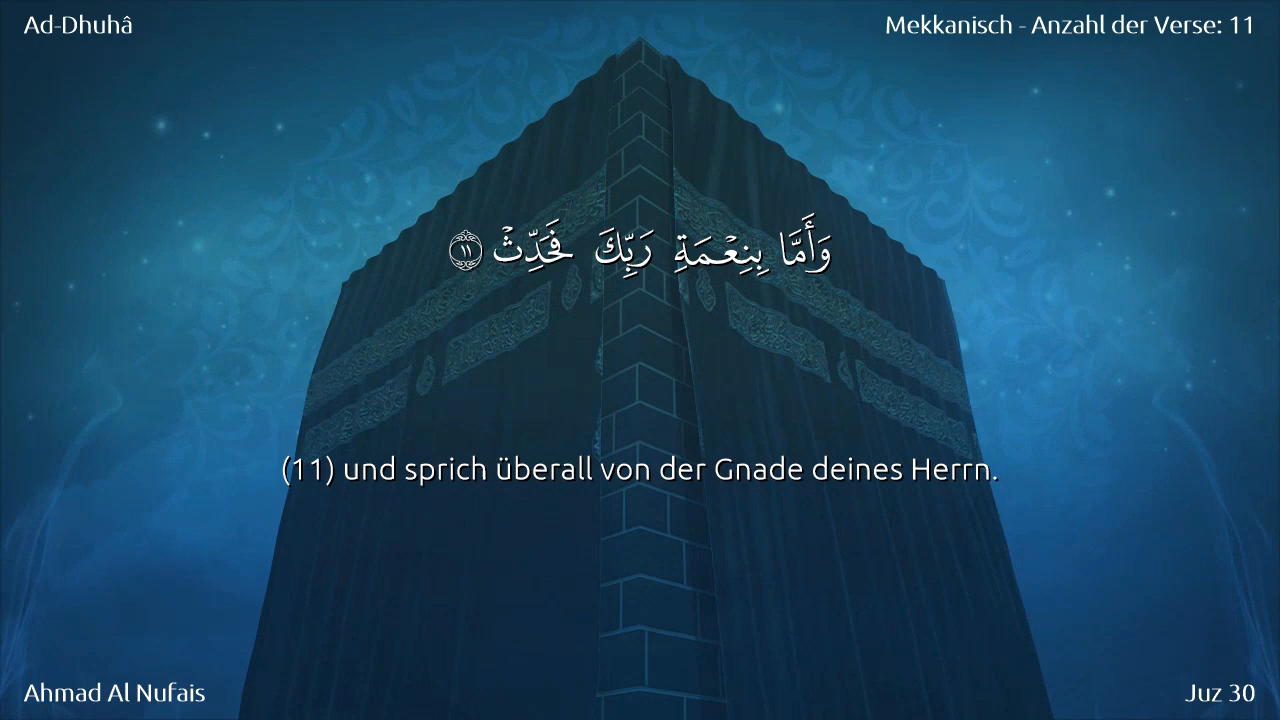 Ad-Dhuhâ
Mekkanisch - Anzahl der Verse: 11
وَأَمَّا بِنِعْمَةِ رَبِّكَ فَحَدِّثْ ١١
(11) und sprich überall von der Gnade deines Herrn.
Ahmad Al Nufais
Juz 30